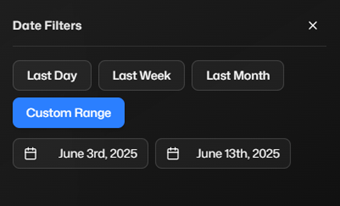 Date Filters
Last Day Last Week Last Month
Custom Range
June 3rd, 2025 June 13th, 2025